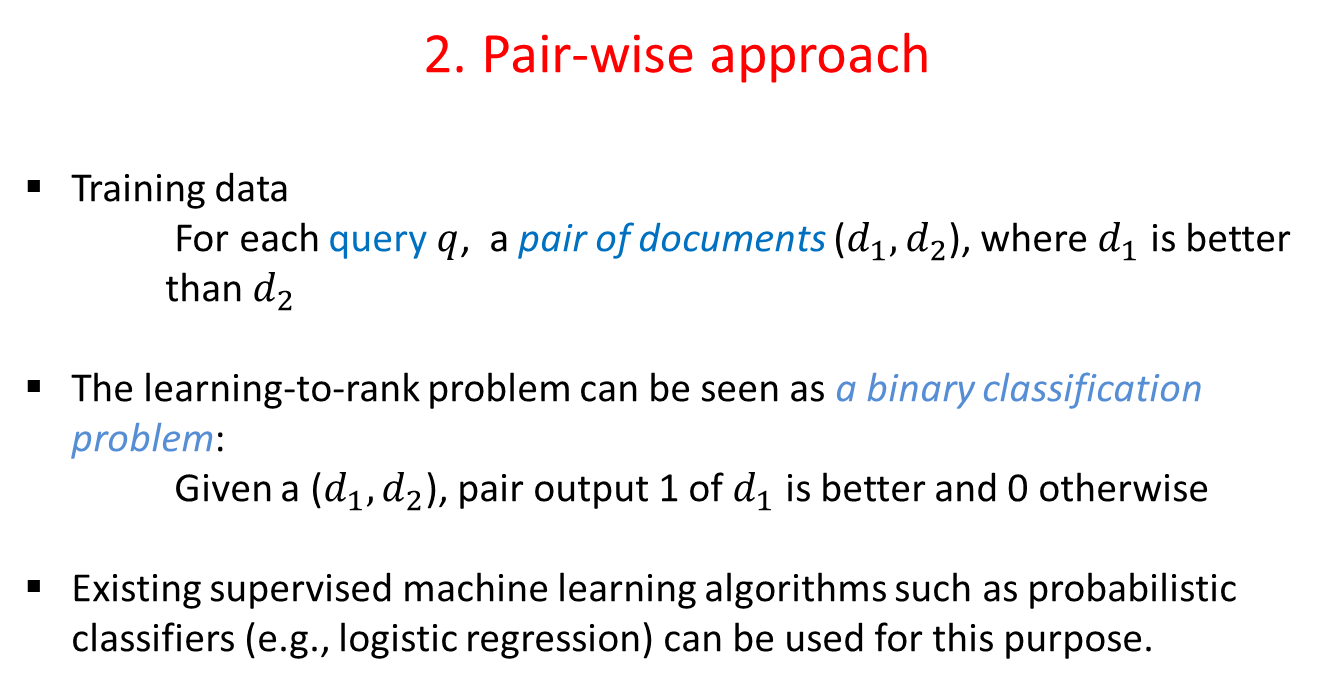 2. Pair-wise approach
▪ Training data
For each query q, a pair of documents (d₁, d₂), where d₁ is better
than d₂
▪ The learning-to-rank problem can be seen as a binary classification
problem:
Given a (d₁, d₂), pair output 1 of d₁ is better and 0 otherwise
▪ Existing supervised machine learning algorithms such as probabilistic
classifiers (e.g., logistic regression) can be used for this purpose.